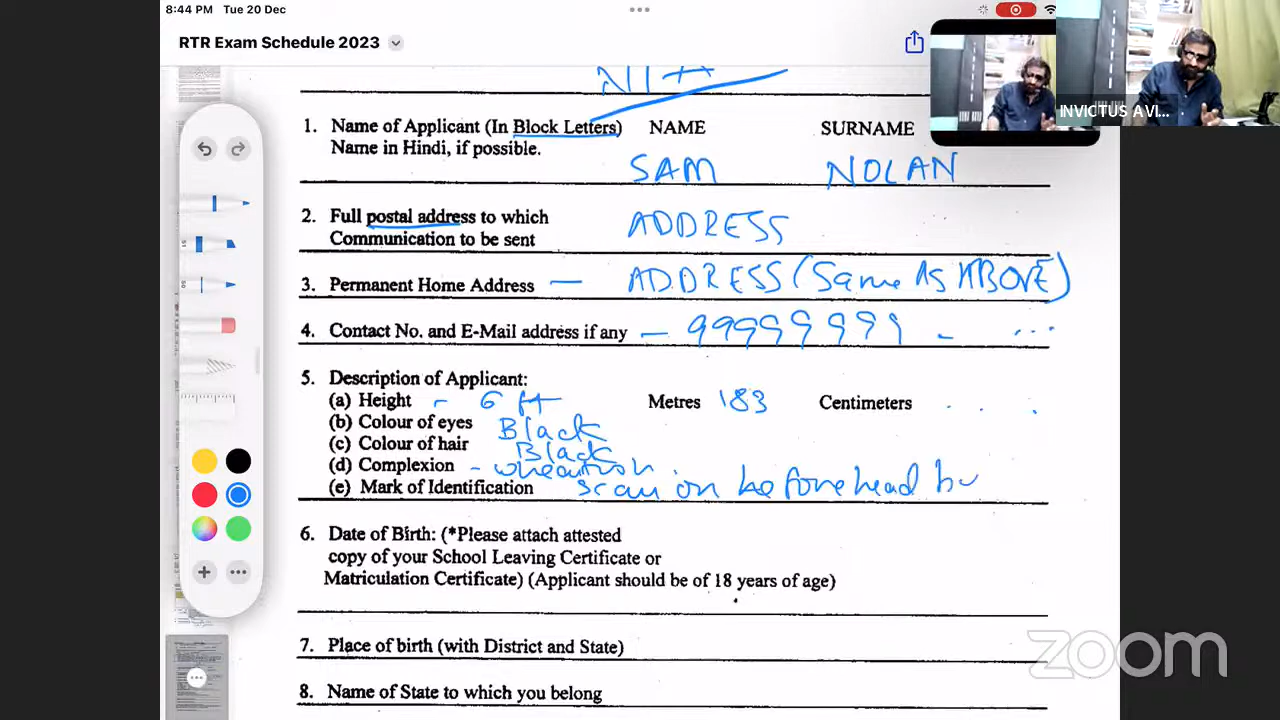 8:44 PM Tue 20 Dec
RTR Exam Schedule 2023
INVICTUS AVI...
N/A
1. Name of Applicant (In Block Letters) NAME SURNAME
Name in Hindi, if possible.
SAM NOLAN
2. Full postal address to which
Communication to be sent
ADDRESS
3. Permanent Home Address — ADDRESS (Same AS ABOVE)
4. Contact No. and E-Mail address if any — 99999999 - ...
5. Description of Applicant:
(a) Height - 6 ft Metres 183 Centimeters
(b) Colour of eyes Black
(c) Colour of hair Black
(d) Complexion - wheatish
(e) Mark of Identification scar on forehead
6. Date of Birth: (*Please attach attested
copy of your School Leaving Certificate or
Matriculation Certificate) (Applicant should be of 18 years of age)
7. Place of birth (with District and State)
8. Name of State to which you belong
zoom